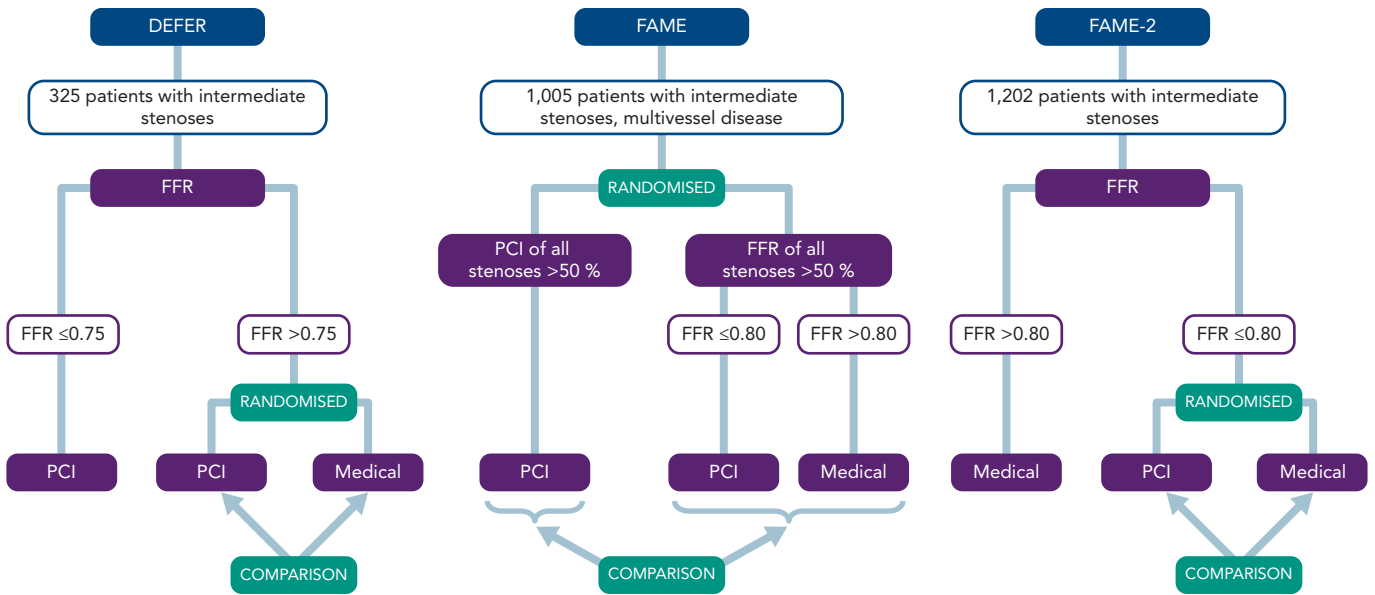 DEFER
325 patients with intermediate
stenoses
FFR
FFR ≤0.75
FFR >0.75
RANDOMISED
PCI
PCI
Medical
COMPARISON
FAME
1,005 patients with intermediate
stenoses, multivessel disease
RANDOMISED
PCI of all
stenoses >50 %
FFR of all
stenoses >50 %
FFR ≤0.80
FFR >0.80
PCI
PCI
Medical
COMPARISON
FAME-2
1,202 patients with intermediate
stenoses
FFR
FFR >0.80
FFR ≤0.80
RANDOMISED
Medical
PCI
Medical
COMPARISON